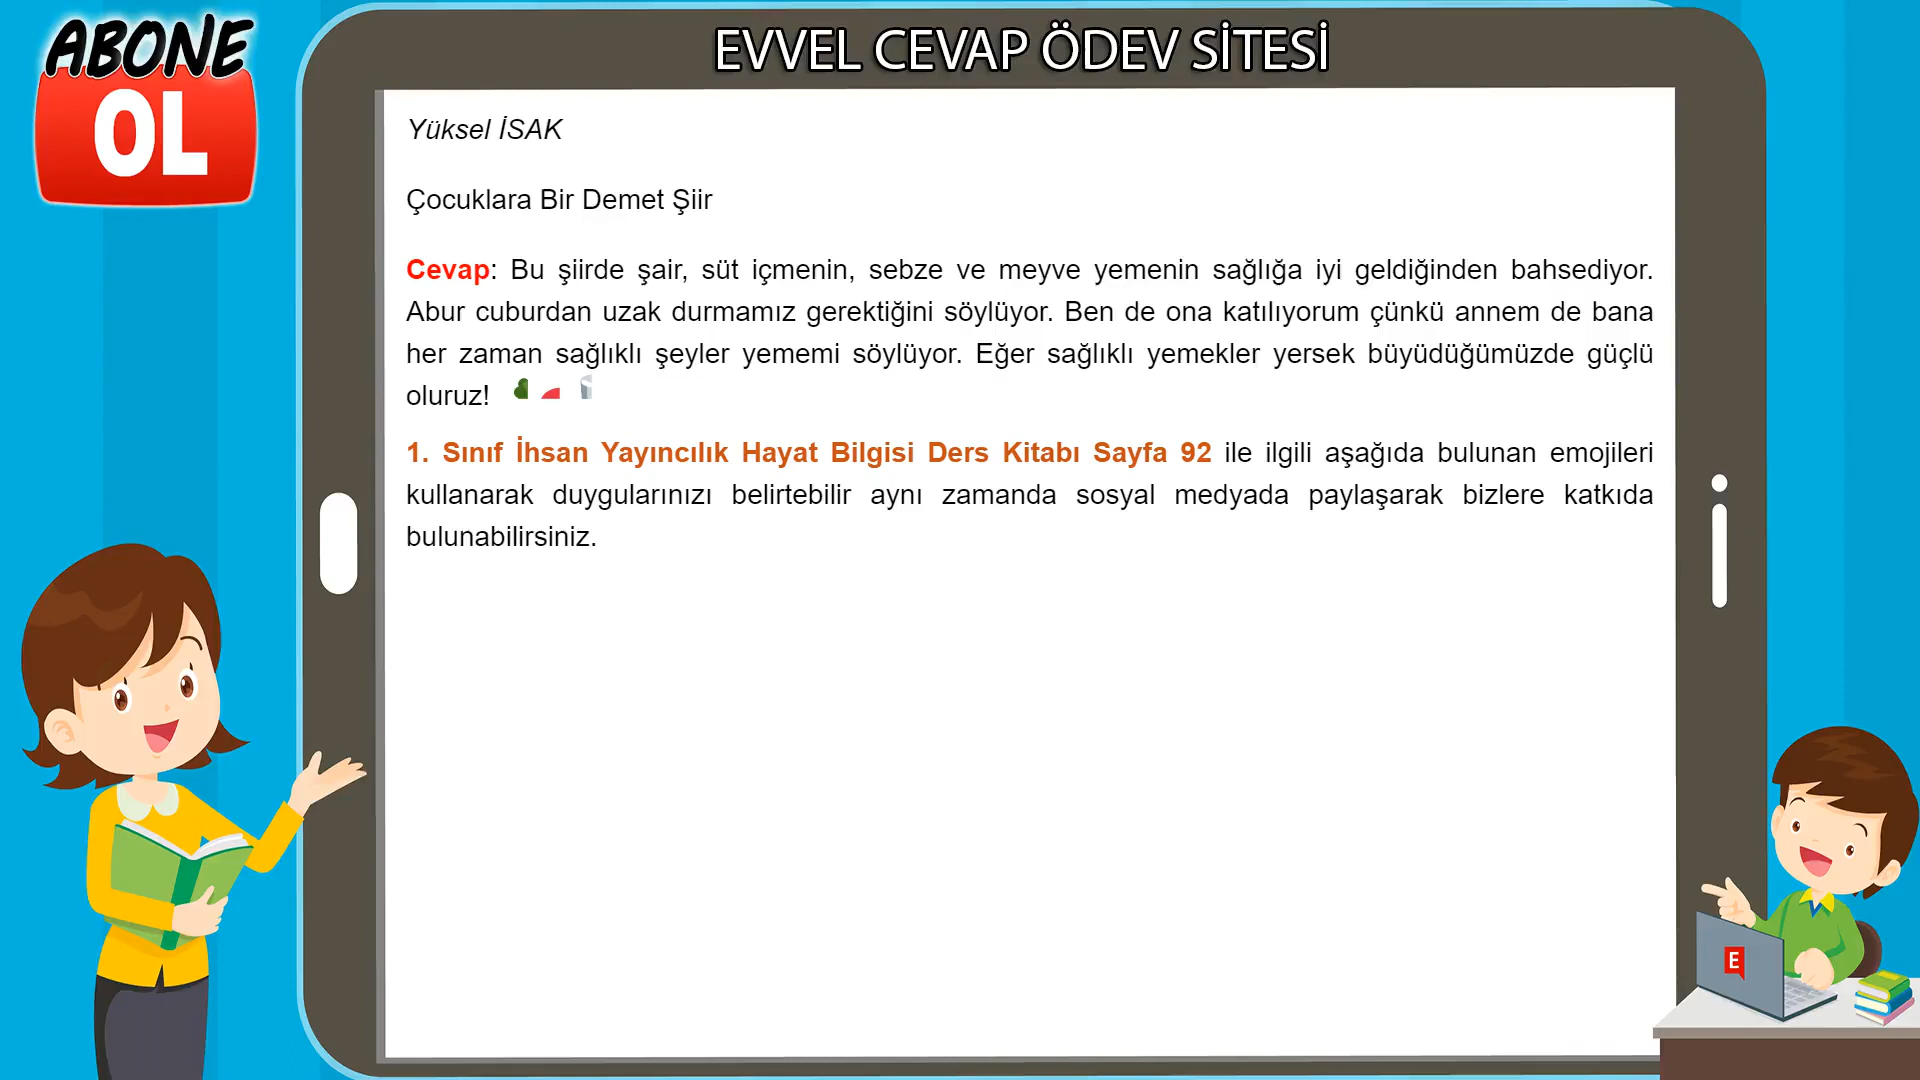 ABONE
OL
EVVEL CEVAP ÖDEV SİTESİ
Yüksel İSAK
Çocuklara Bir Demet Şiir
Cevap: Bu şiirde şair, süt içmenin, sebze ve meyve yemenin sağlığa iyi geldiğinden bahsediyor.
Abur cuburdan uzak durmamız gerektiğini söylüyor. Ben de ona katılıyorum çünkü annem de bana
her zaman sağlıklı şeyler yememi söylüyor. Eğer sağlıklı yemekler yersek büyüdüğümüzde güçlü
oluruz!
1. Sınıf İhsan Yayıncılık Hayat Bilgisi Ders Kitabı Sayfa 92 ile ilgili aşağıda bulunan emojileri
kullanarak duygularınızı belirtebilir aynı zamanda sosyal medyada paylaşarak bizlere katkıda
bulunabilirsiniz.
E